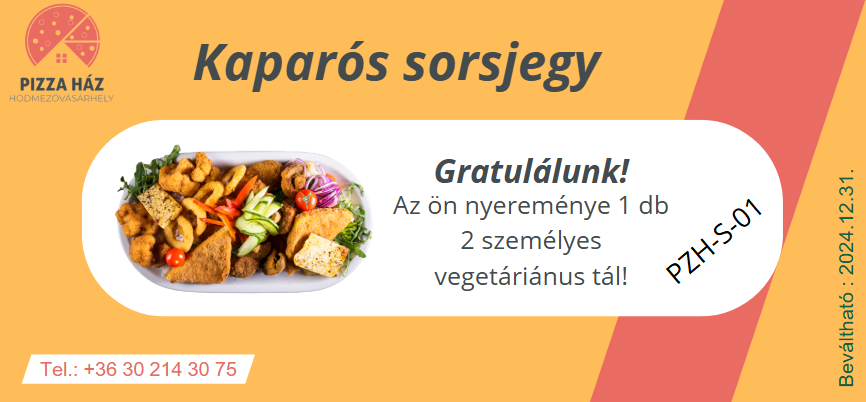 Kaparós sorsjegy
PIZZA HÁZ
HODMEZOVASARHELY
Gratulálunk!
Az ön nyereménye 1 db
2 személyes
vegetáriánus tál!
PZH-S-01
Tel.: +36 30 214 30 75
Beváltható : 2024.12.31.